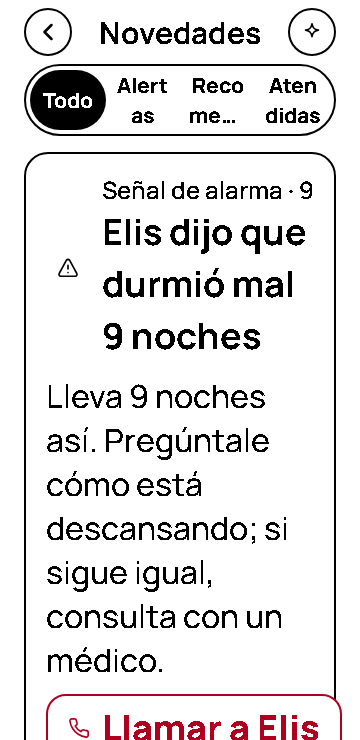 Novedades
Todo
Alert
as
Reco
me...
Aten
didas
Señal de alarma · 9
Elis dijo que
durmió mal
9 noches
Lleva 9 noches
así. Pregúntale
cómo está
descansando; si
sigue igual,
consulta con un
médico.
Llamar a Elis